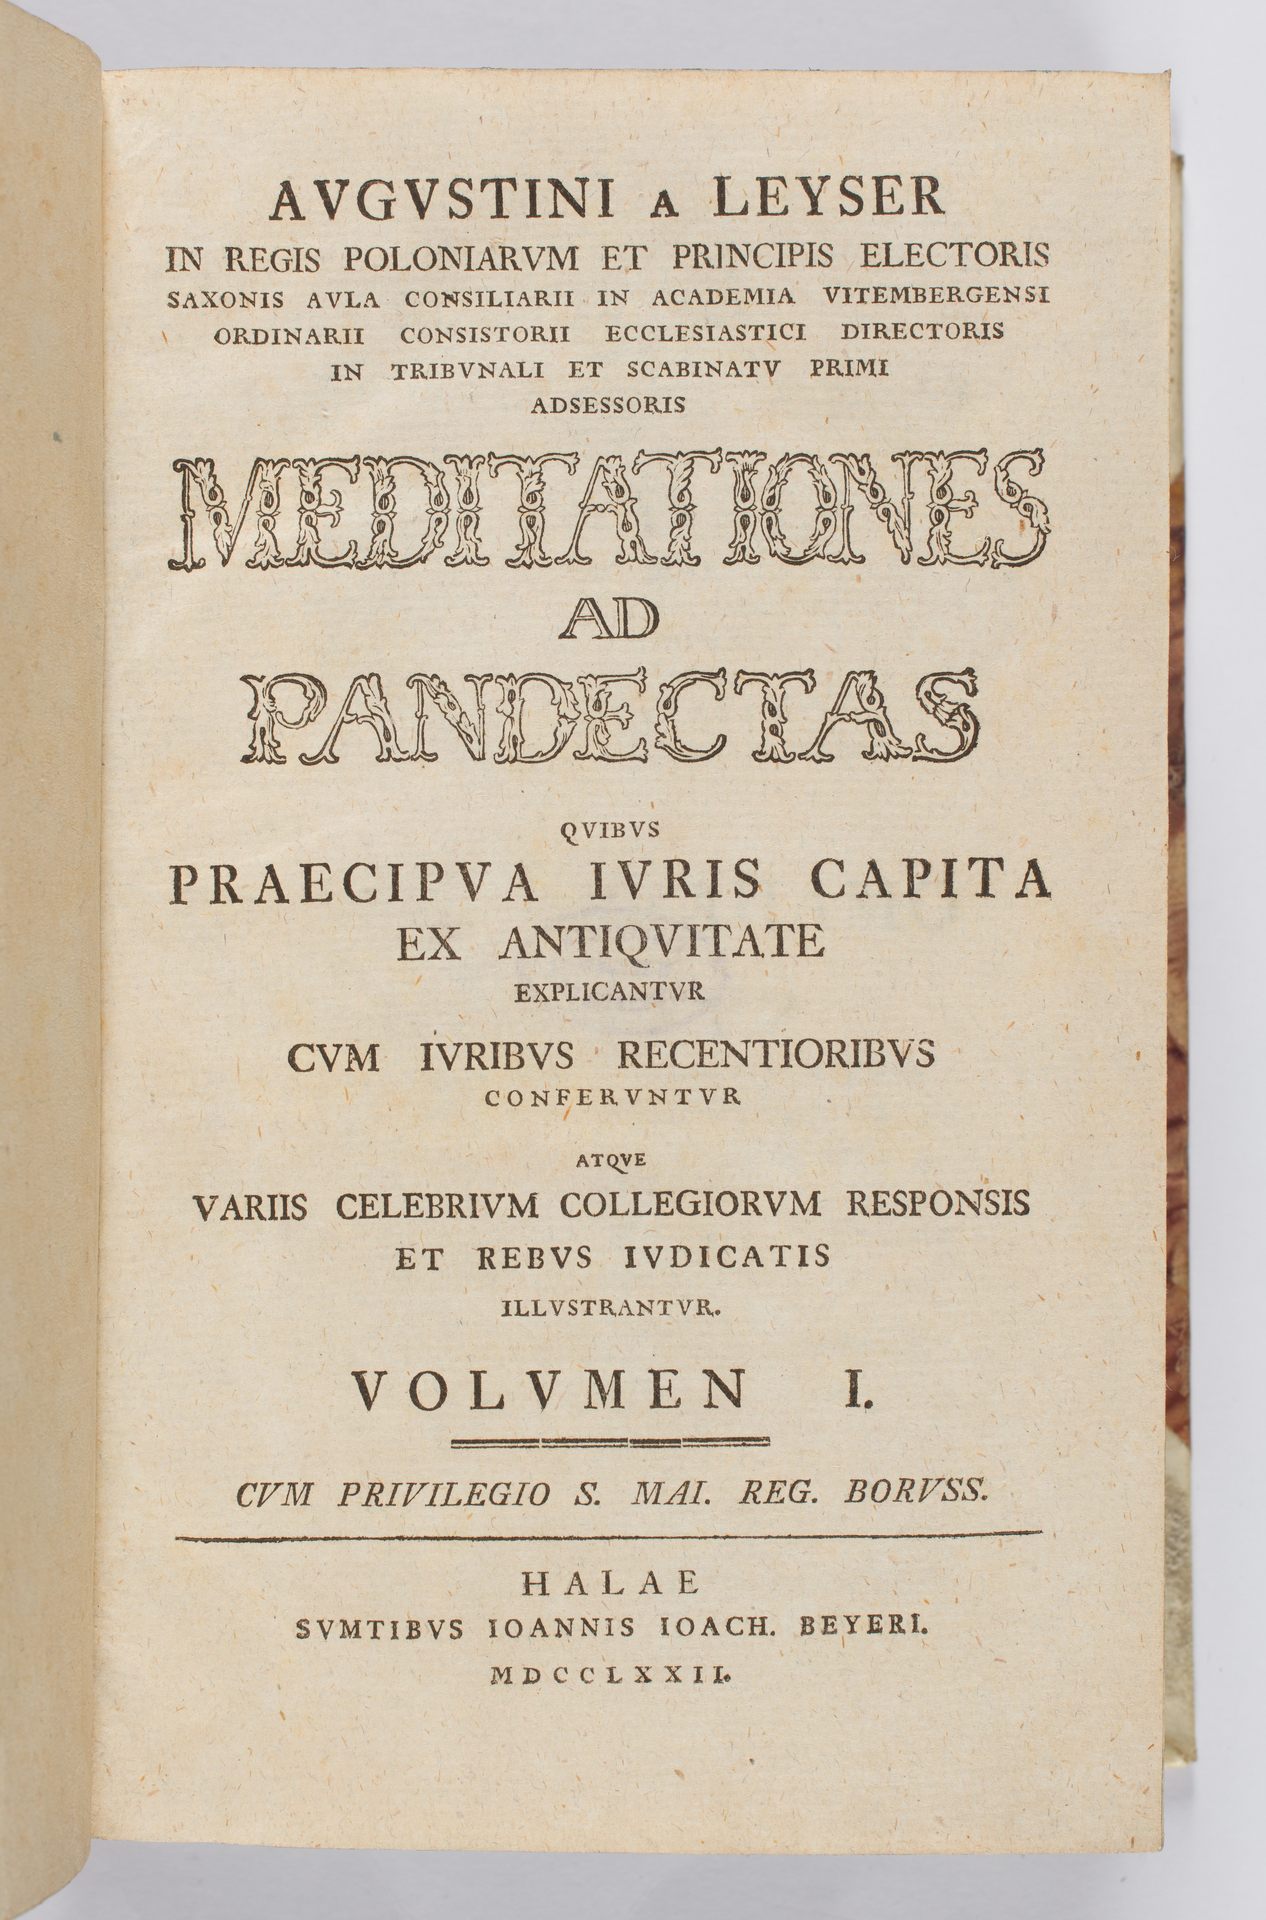 AVGVSTINI A LEYSER
IN REGIS POLONIARVM ET PRINCIPIS ELECTORIS
SAXONIS AVLA CONSILIARII IN ACADEMIA VITEMBERGENSI
ORDINARII CONSISTORII ECCLESIASTICI DIRECTORIS
IN TRIBVNALI ET SCABINATV PRIMI
ADSESSORIS
MEDITATIONES
AD
PANDECTAS
QVIBVS
PRAECIPVA IVRIS CAPITA
EX ANTIQVITATE
EXPLICANTVR
CVM IVRIBVS RECENTIORIBVS
CONFERVNTVR
ATQVE
VARIIS CELEBRIVM COLLEGIORVM RESPONSIS
ET REBVS IVDICATIS
ILLVSTRANTVR.
VOLVMEN I.
CVM PRIVILEGIO S. MAI. REG. BORVSS.
HALAE
SVMTIBVS IOANNIS IOACH. BEYERI.
MDCCLXXII.